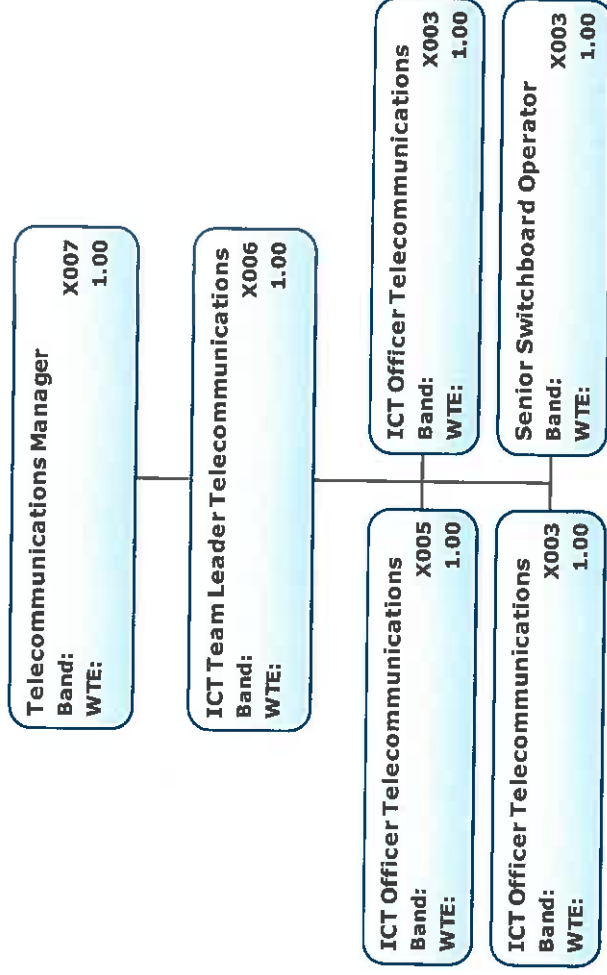 Telecommunications Manager
Band: X007
WTE: 1.00
ICT Team Leader Telecommunications
Band: X006
WTE: 1.00
ICT Officer Telecommunications
Band: X005
WTE: 1.00
ICT Officer Telecommunications
Band: X003
WTE: 1.00
ICT Officer Telecommunications
Band: X003
WTE: 1.00
Senior Switchboard Operator
Band: X003
WTE: 1.00